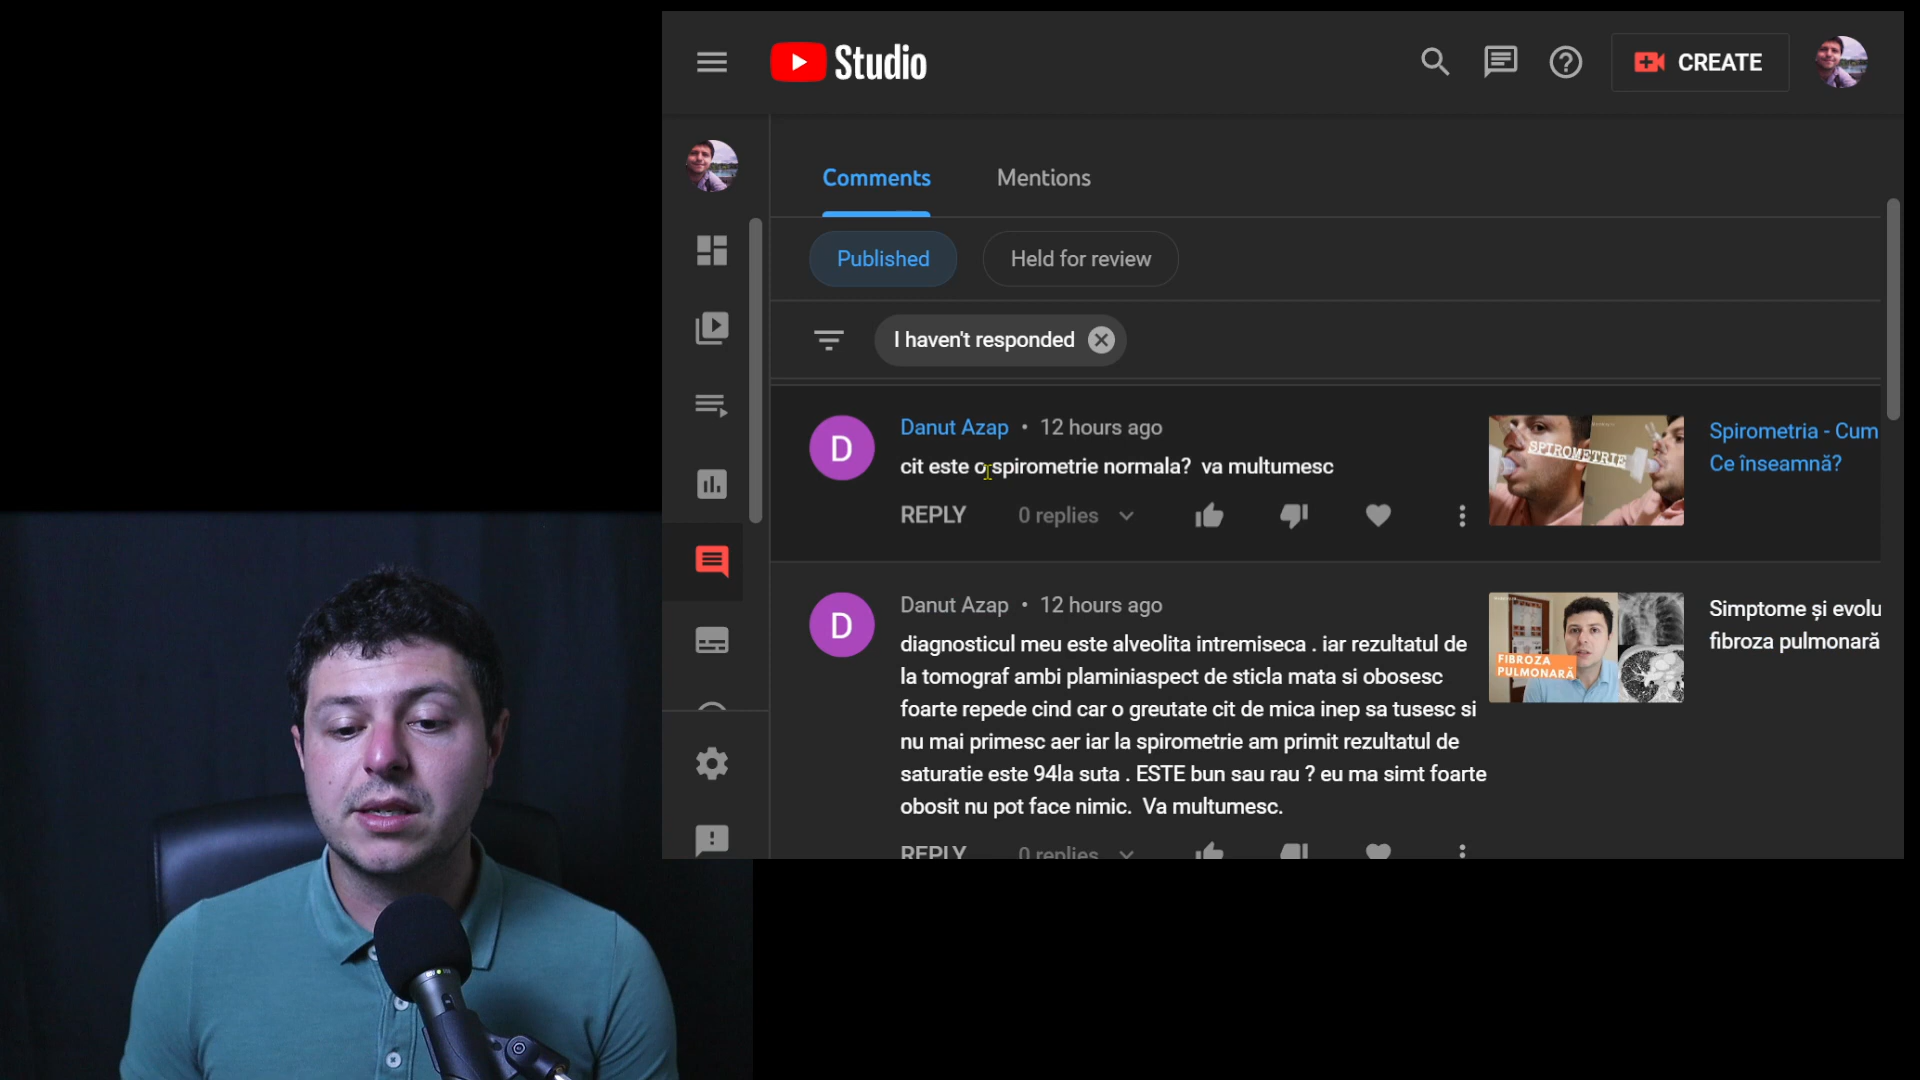 Studio
CREATE
Comments
Mentions
Published
Held for review
I haven't responded
Danut Azap • 12 hours ago
cit este o spirometrie normala?  va multumesc
REPLY
0 replies
SPIROMETRIE
Spirometria - Cum
Ce înseamnă?
D
Danut Azap • 12 hours ago
diagnosticul meu este alveolita intremiseca . iar rezultatul de
la tomograf ambi plaminiaspect de sticla mata si obosesc
foarte repede cind car o greutate cit de mica inep sa tusesc si
nu mai primesc aer iar la spirometrie am primit rezultatul de
saturatie este 94la suta . ESTE bun sau rau ? eu ma simt foarte
obosit nu pot face nimic.  Va multumesc.
REPLY
0 replies
FIBROZA
PULMONARĂ
Simptome și evolu
fibroza pulmonară
D